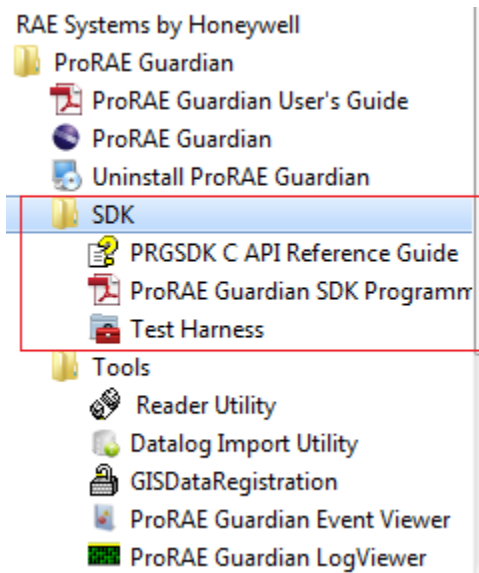 RAE Systems by Honeywell
ProRAE Guardian
ProRAE Guardian User's Guide
ProRAE Guardian
Uninstall ProRAE Guardian
SDK
PRGSDK C API Reference Guide
ProRAE Guardian SDK Programm
Test Harness
Tools
Reader Utility
Datalog Import Utility
GISDataRegistration
ProRAE Guardian Event Viewer
ProRAE Guardian LogViewer